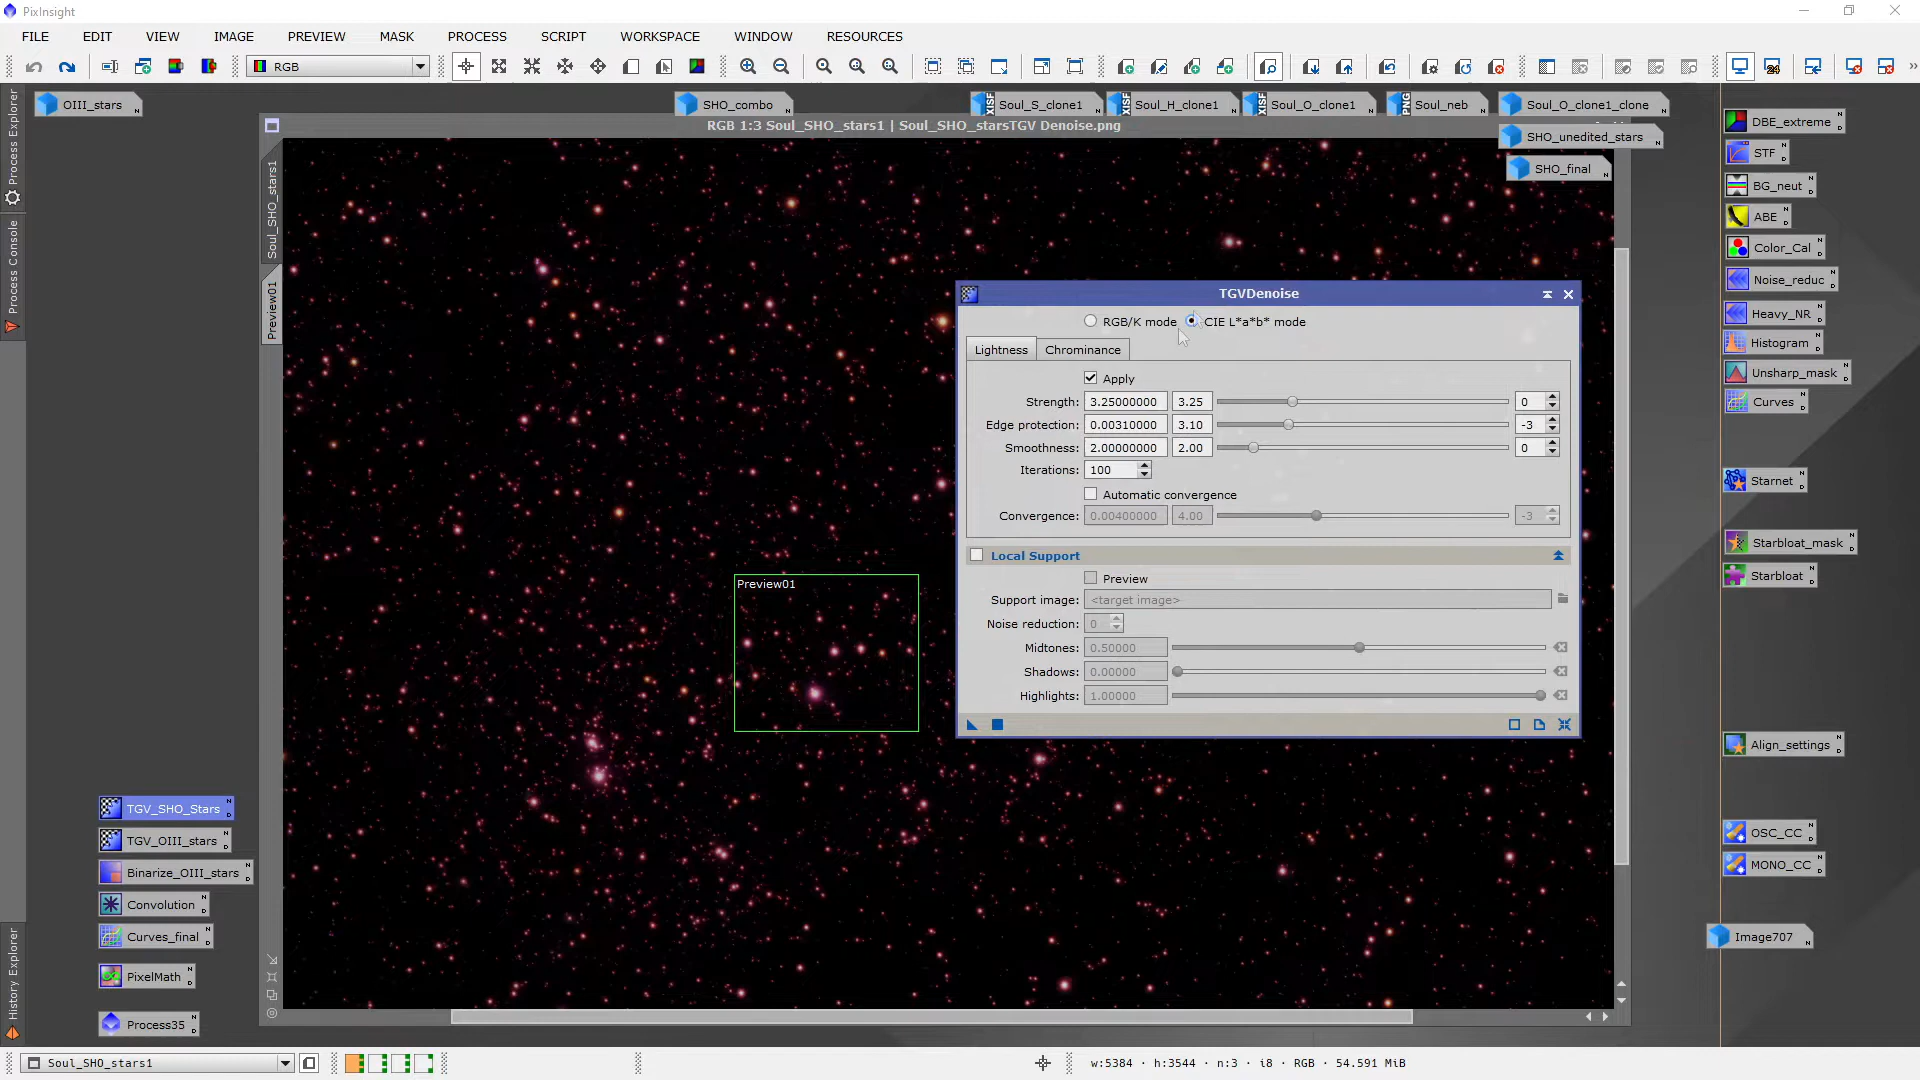 PixInsight
FILE EDIT VIEW IMAGE PREVIEW MASK PROCESS SCRIPT WORKSPACE WINDOW RESOURCES
RGB
24
OIII_stars
SHO_combo
XISF Soul_S_clone1
XISF Soul_H_clone1
XISF Soul_O_clone1
PNG Soul_neb
Soul_O_clone1_clone
SHO_unedited_stars
SHO_final
RGB 1:3 Soul_SHO_stars1 | Soul_SHO_starsTGV Denoise.png
Process Explorer
Process Console
History Explorer
Soul_SHO_stars1
Preview01
Preview01
TGVDenoise
RGB/K mode CIE L*a*b* mode
Lightness Chrominance
Apply
Strength: 3.25000000 3.25 0
Edge protection: 0.00310000 3.10 -3
Smoothness: 2.00000000 2.00 0
Iterations: 100
Automatic convergence
Convergence: 0.00400000 4.00 -3
Local Support
Preview
Support image: <target image>
Noise reduction: 0
Midtones: 0.50000
Shadows: 0.00000
Highlights: 1.00000
DBE_extreme
STF
BG_neut
ABE
Color_Cal
Noise_reduc
Heavy_NR
Histogram
Unsharp_mask
Curves
Starnet
Starbloat_mask
Starbloat
Align_settings
OSC_CC
MONO_CC
Image707
TGV_SHO_Stars
TGV_OIII_stars
Binarize_OIII_stars
Convolution
Curves_final
PixelMath
Process35
Soul_SHO_stars1
w:5384 · h:3544 · n:3 · i8 · RGB · 54.591 MiB